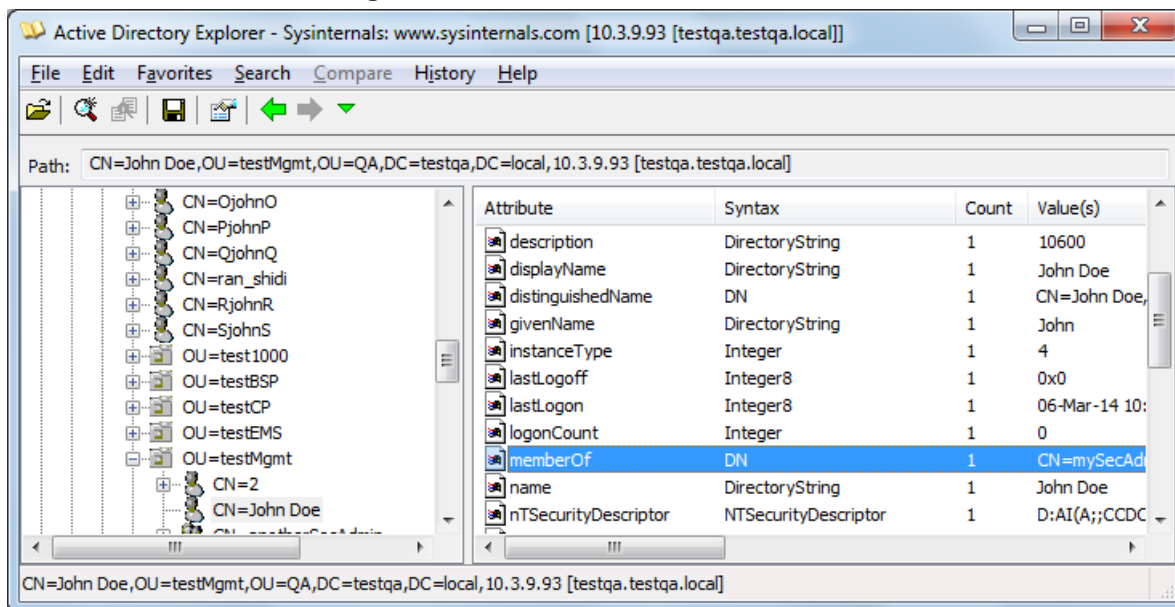 Active Directory Explorer - Sysinternals: www.sysinternals.com [10.3.9.93 [testqa.testqa.local]]
File Edit Favorites Search Compare History Help
Path: CN=John Doe,OU=testMgmt,OU=QA,DC=testqa,DC=local,10.3.9.93 [testqa.testqa.local]
CN=OjohnO
CN=PjohnP
CN=QjohnQ
CN=ran_shidi
CN=RjohnR
CN=SjohnS
OU=test1000
OU=testBSP
OU=testCP
OU=testEMS
OU=testMgmt
CN=2
CN=John Doe
CN=anotherSecAdmin
Attribute Syntax Count Value(s)
description DirectoryString 1 10600
displayName DirectoryString 1 John Doe
distinguishedName DN 1 CN=John Doe,
givenName DirectoryString 1 John
instanceType Integer 1 4
lastLogoff Integer8 1 0x0
lastLogon Integer8 1 06-Mar-14 10:
logonCount Integer 1 0
memberOf DN 1 CN=mySecAd
name DirectoryString 1 John Doe
nTSecurityDescriptor NTSecurityDescriptor 1 D:AI(A;;CCDC
CN=John Doe,OU=testMgmt,OU=QA,DC=testqa,DC=local,10.3.9.93 [testqa.testqa.local]